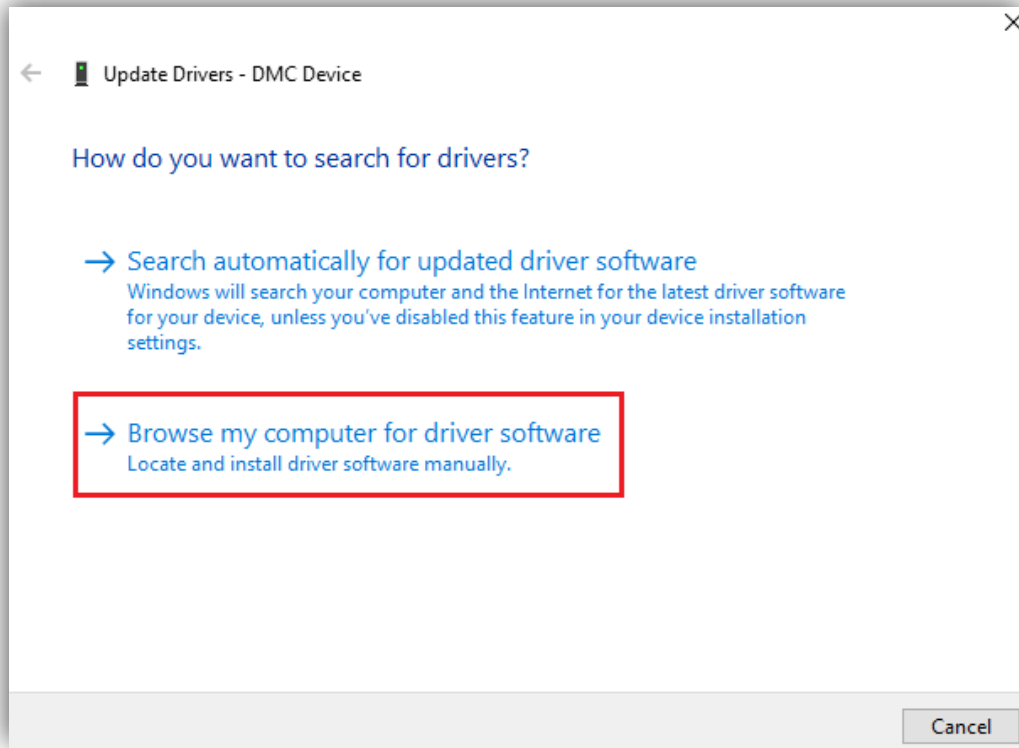 Update Drivers - DMC Device
How do you want to search for drivers?
Search automatically for updated driver software
Windows will search your computer and the Internet for the latest driver software
for your device, unless you've disabled this feature in your device installation
settings.
Browse my computer for driver software
Locate and install driver software manually.
Cancel